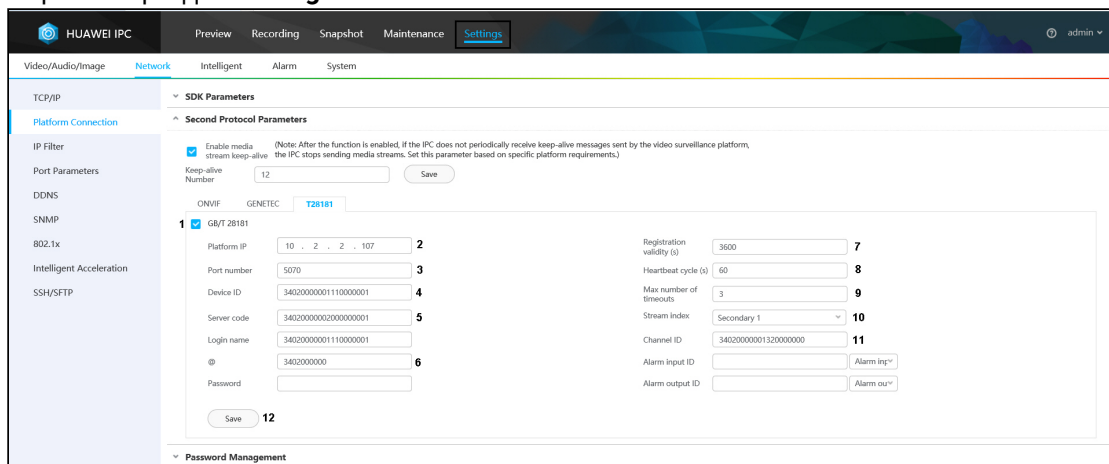 HUAWEI IPC Preview Recording Snapshot Maintenance Settings admin
Video/Audio/Image Network Intelligent Alarm System
TCP/IP
Platform Connection
IP Filter
Port Parameters
DDNS
SNMP
802.1x
Intelligent Acceleration
SSH/SFTP
SDK Parameters
Second Protocol Parameters
Enable media stream keep-alive
(Note: After the function is enabled, if the IPC does not periodically receive keep-alive messages sent by the video surveillance platform,
the IPC stops sending media streams. Set this parameter based on specific platform requirements.)
Keep-alive Number 12 Save
ONVIF GENETEC T28181
1 GB/T 28181
Platform IP 10 . 2 . 2 . 107 2
Port number 5070 3
Device ID 34020000001110000001 4
Server code 34020000002000000001 5
Login name 34020000001110000001
@ 3402000000 6
Password
Registration validity (s) 3600 7
Heartbeat cycle (s) 60 8
Max number of timeouts 3 9
Stream index Secondary 1 10
Channel ID 34020000001320000000 11
Alarm input ID Alarm inp
Alarm output ID Alarm ou
Save 12
Password Management